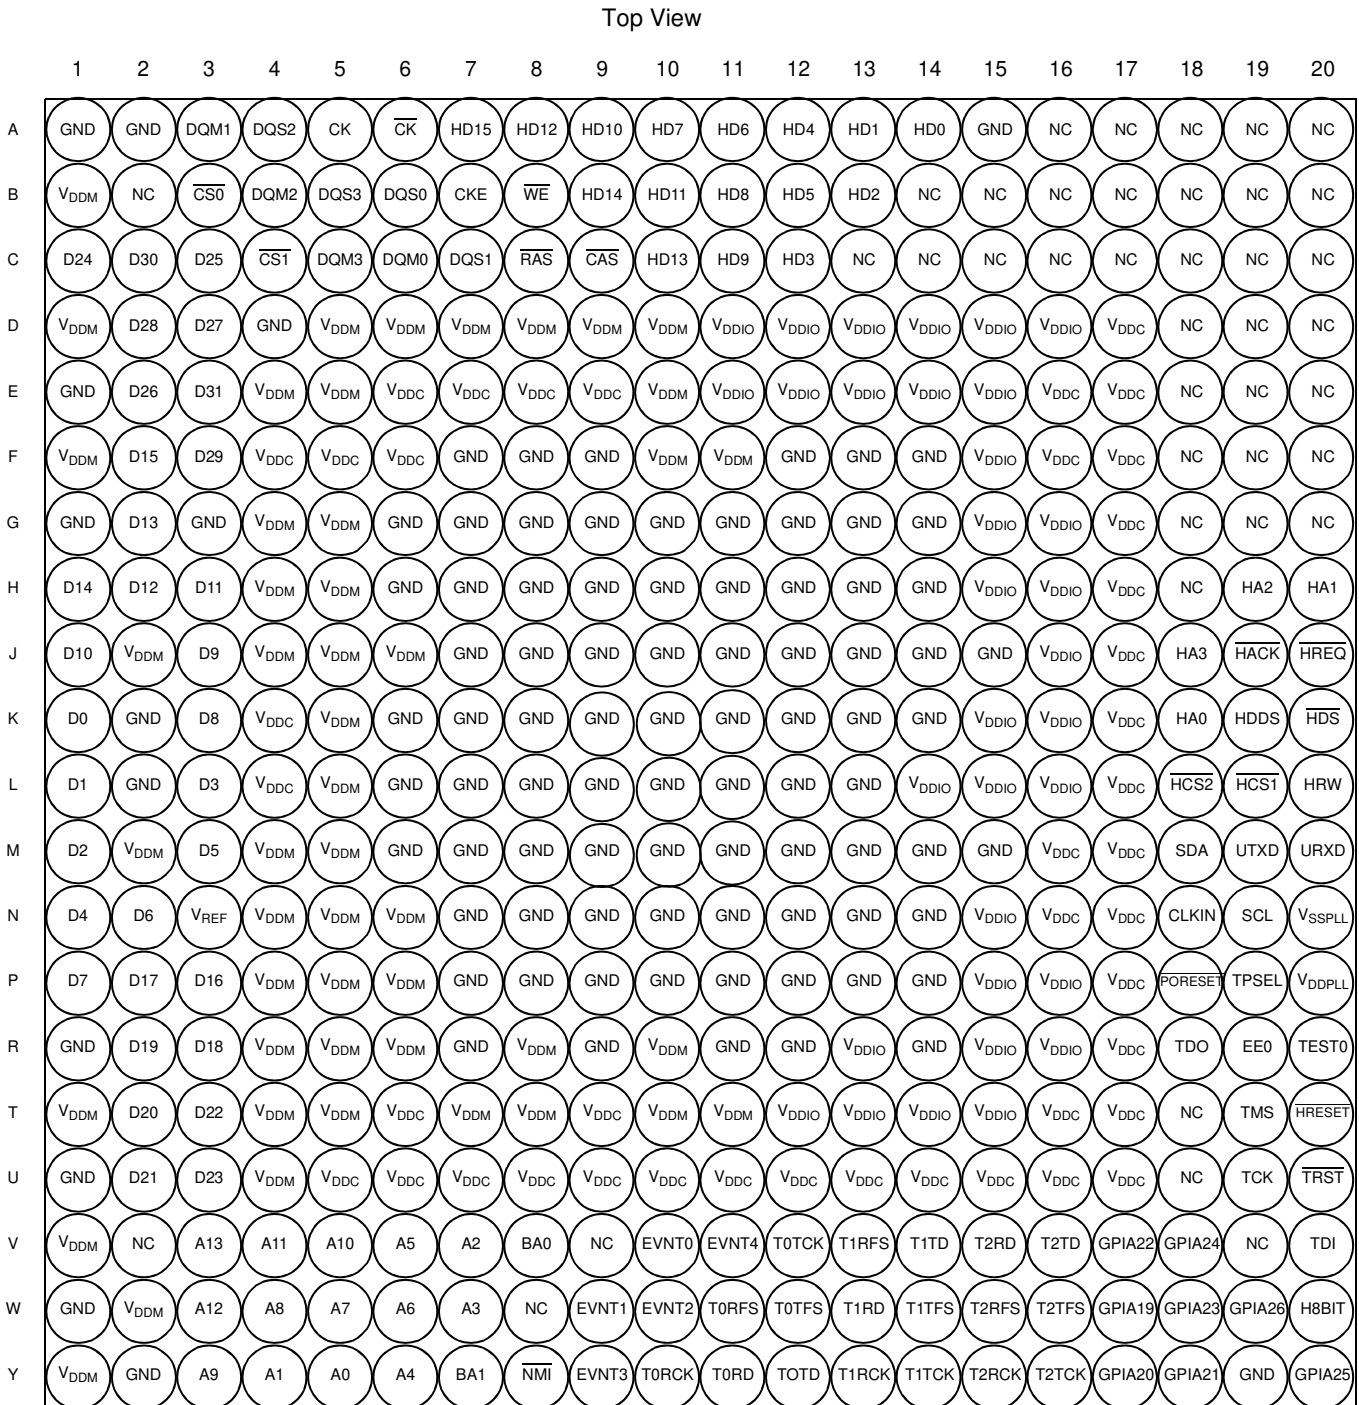 Top View
1 2 3 4 5 6 7 8 9 10 11 12 13 14 15 16 17 18 19 20
A GND GND DQM1 DQS2 CK CK HD15 HD12 HD10 HD7 HD6 HD4 HD1 HD0 GND NC NC NC NC NC
B VDDM NC CS0 DQM2 DQS3 DQS0 CKE WE HD14 HD11 HD8 HD5 HD2 NC NC NC NC NC NC NC
C D24 D30 D25 CS1 DQM3 DQM0 DQS1 RAS CAS HD13 HD9 HD3 NC NC NC NC NC NC NC NC
D VDDM D28 D27 GND VDDM VDDM VDDM VDDM VDDM VDDM VDDIO VDDIO VDDIO VDDIO VDDIO VDDIO VDDC NC NC NC
E GND D26 D31 VDDM VDDM VDDC VDDC VDDC VDDC VDDM VDDIO VDDIO VDDIO VDDIO VDDIO VDDC VDDC NC NC NC
F VDDM D15 D29 VDDC VDDC VDDC GND GND GND VDDM VDDM GND GND GND VDDIO VDDC VDDC NC NC NC
G GND D13 GND VDDM VDDM GND GND GND GND GND GND GND GND GND VDDIO VDDIO VDDC NC NC NC
H D14 D12 D11 VDDM VDDM GND GND GND GND GND GND GND GND GND VDDIO VDDIO VDDC NC HA2 HA1
J D10 VDDM D9 VDDM VDDM VDDM GND GND GND GND GND GND GND GND GND VDDIO VDDC HA3 HACK HREQ
K D0 GND D8 VDDC VDDM GND GND GND GND GND GND GND GND GND VDDIO VDDIO VDDC HA0 HDDS HDS
L D1 GND D3 VDDC VDDM GND GND GND GND GND GND GND GND VDDIO VDDIO VDDIO VDDC HCS2 HCS1 HRW
M D2 VDDM D5 VDDM VDDM GND GND GND GND GND GND GND GND GND GND VDDC VDDC SDA UTXD URXD
N D4 D6 VREF VDDM VDDM VDDM GND GND GND GND GND GND GND GND VDDIO VDDC VDDC CLKIN SCL VSSPLL
P D7 D17 D16 VDDM VDDM VDDM GND GND GND GND GND GND GND GND VDDIO VDDIO VDDC PORESET TPSEL VDDPLL
R GND D19 D18 VDDM VDDM VDDM GND VDDM GND VDDM GND GND VDDIO GND VDDIO VDDIO VDDC TDO EE0 TEST0
T VDDM D20 D22 VDDM VDDM VDDC VDDM VDDM VDDC VDDM VDDM VDDIO VDDIO VDDIO VDDIO VDDC VDDC NC TMS HRESET
U GND D21 D23 VDDM VDDC VDDC VDDC VDDC VDDC VDDC VDDC VDDC VDDC VDDC VDDC VDDC VDDC NC TCK TRST
V VDDM NC A13 A11 A10 A5 A2 BA0 NC EVNT0 EVNT4 T0TCK T1RFS T1TD T2RD T2TD GPIA22 GPIA24 NC TDI
W GND VDDM A12 A8 A7 A6 A3 NC EVNT1 EVNT2 T0RFS T0TFS T1RD T1TFS T2RFS T2TFS GPIA19 GPIA23 GPIA26 H8BIT
Y VDDM GND A9 A1 A0 A4 BA1 NMI EVNT3 T0RCK T0RD TOTD T1RCK T1TCK T2RCK T2TCK GPIA20 GPIA21 GND GPIA25